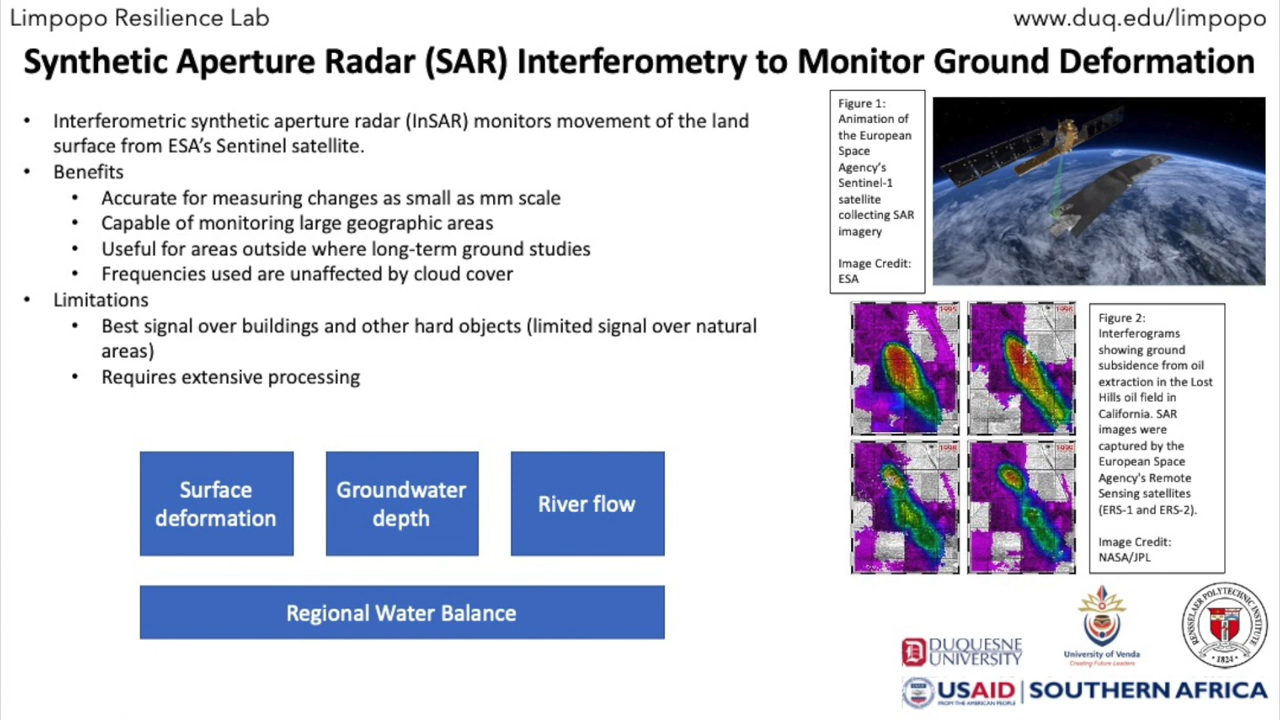 Limpopo Resilience Lab
www.duq.edu/limpopo
Synthetic Aperture Radar (SAR) Interferometry to Monitor Ground Deformation
• Interferometric synthetic aperture radar (InSAR) monitors movement of the land
surface from ESA's Sentinel satellite.
• Benefits
• Accurate for measuring changes as small as mm scale
• Capable of monitoring large geographic areas
• Useful for areas outside where long-term ground studies
• Frequencies used are unaffected by cloud cover
• Limitations
• Best signal over buildings and other hard objects (limited signal over natural
areas)
• Requires extensive processing
Surface
deformation
Groundwater
depth
River flow
Regional Water Balance
Figure 1:
Animation of
the European
Space
Agency's
Sentinel-1
satellite
collecting SAR
imagery
Image Credit:
ESA
Figure 2:
Interferograms
showing ground
subsidence from oil
extraction in the Lost
Hills oil field in
California. SAR
images were
captured by the
European Space
Agency's Remote
Sensing satellites
(ERS-1 and ERS-2).
Image Credit:
NASA/JPL
DUQUESNE
UNIVERSITY
University of Venda
Creating Future Leaders
RENSSELAER POLYTECHNIC INSTITUTE
1824
USAID
FROM THE AMERICAN PEOPLE
SOUTHERN AFRICA